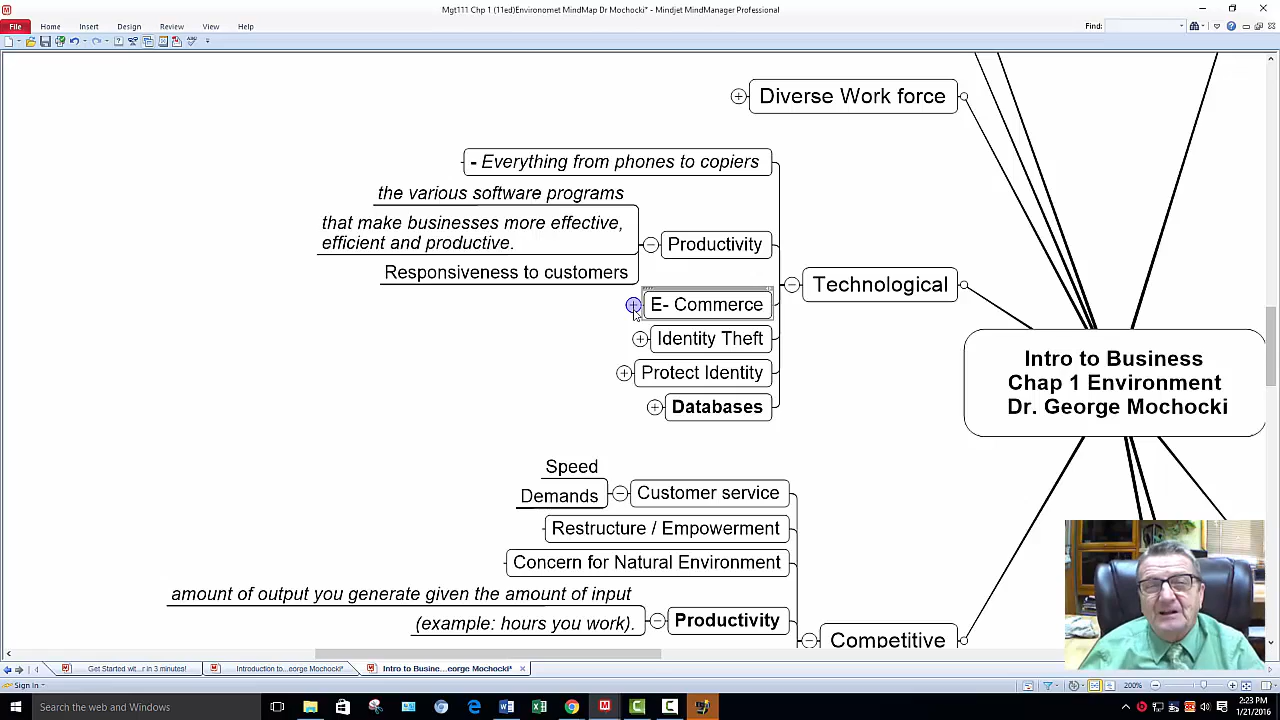 Mgt111 Chp 1 (11ed)Environomet MindMap Dr Mochocki* - Mindjet MindManager Professional
File
Home
Insert
Design
Review
View
Help
Find:
Diverse Work force
- Everything from phones to copiers
the various software programs
that make businesses more effective,
efficient and productive.
Responsiveness to customers
Productivity
E- Commerce
Identity Theft
Protect Identity
Databases
Technological
Intro to Business
Chap 1 Environment
Dr. George Mochocki
Speed
Demands
Customer service
Restructure / Empowerment
Concern for Natural Environment
amount of output you generate given the amount of input
(example: hours you work).
Productivity
Competitive
Get Started wit...r in 3 minutes!
Introduction to...eorge Mochocki*
Intro to Busine...eorge Mochocki*
Sign In
200%
Search the web and Windows
2:23 PM
1/21/2016